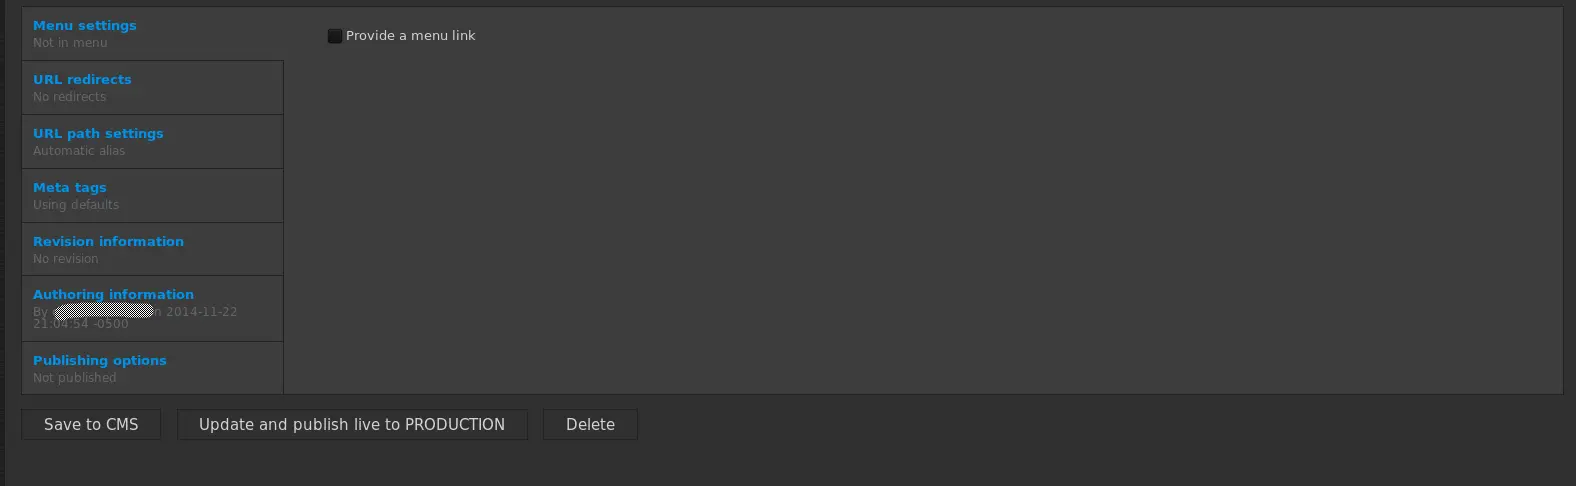 Menu settings
Not in menu
Provide a menu link
URL redirects
No redirects
URL path settings
Automatic alias
Meta tags
Using defaults
Revision information
No revision
Authoring information
By n 2014-11-22
21:04:54 -0500
Publishing options
Not published
Save to CMS
Update and publish live to PRODUCTION
Delete